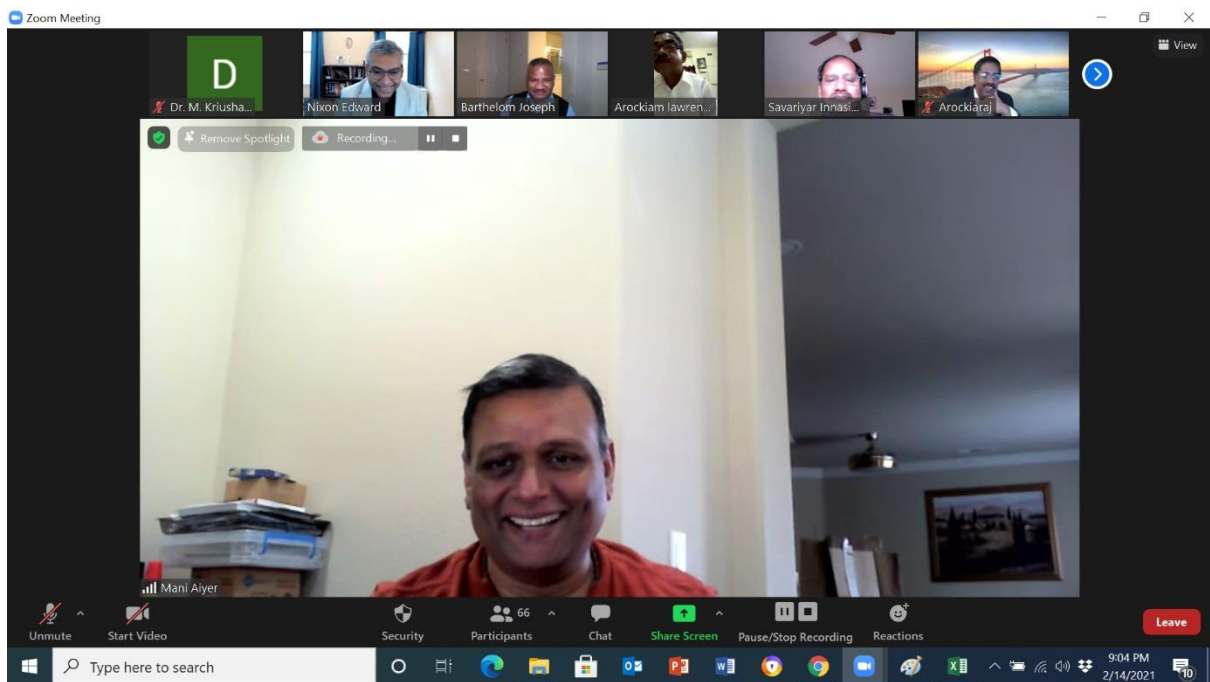 Zoom Meeting
View
D
Dr. M. Kriusha...
Nixon Edward
Barthelom Joseph
Arockiam lawren...
Savariyar Innasi...
Arockiaraj
Remove Spotlight
Recording...
Mani Aiyer
66
Unmute
Start Video
Security
Participants
Chat
Share Screen
Pause/Stop Recording
Reactions
Leave
Type here to search
9:04 PM
2/14/2021
10